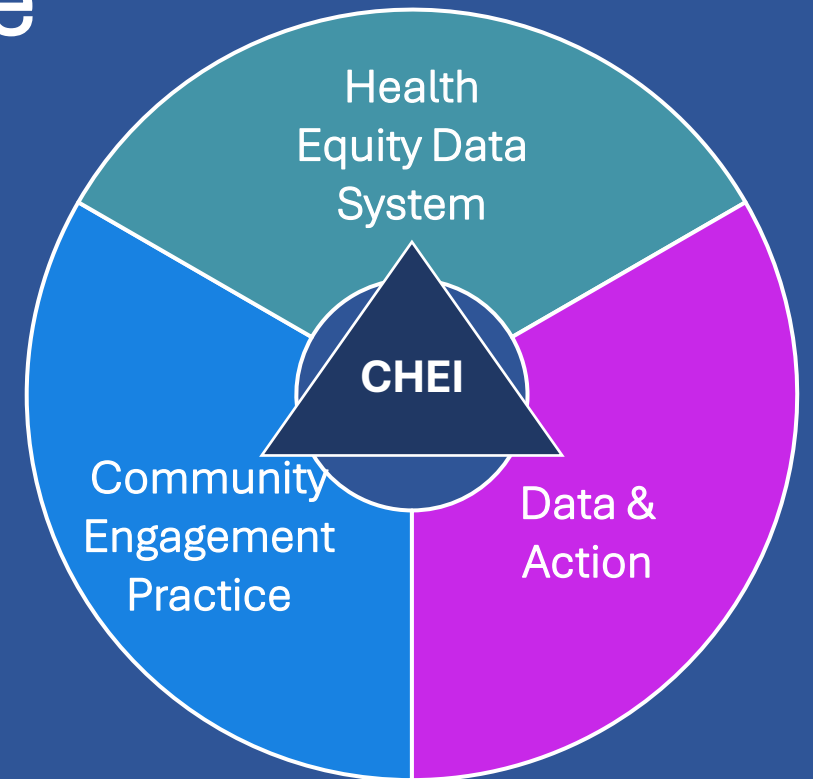 Health
Equity Data
System
CHEI
Community
Engagement
Practice
Data &
Action